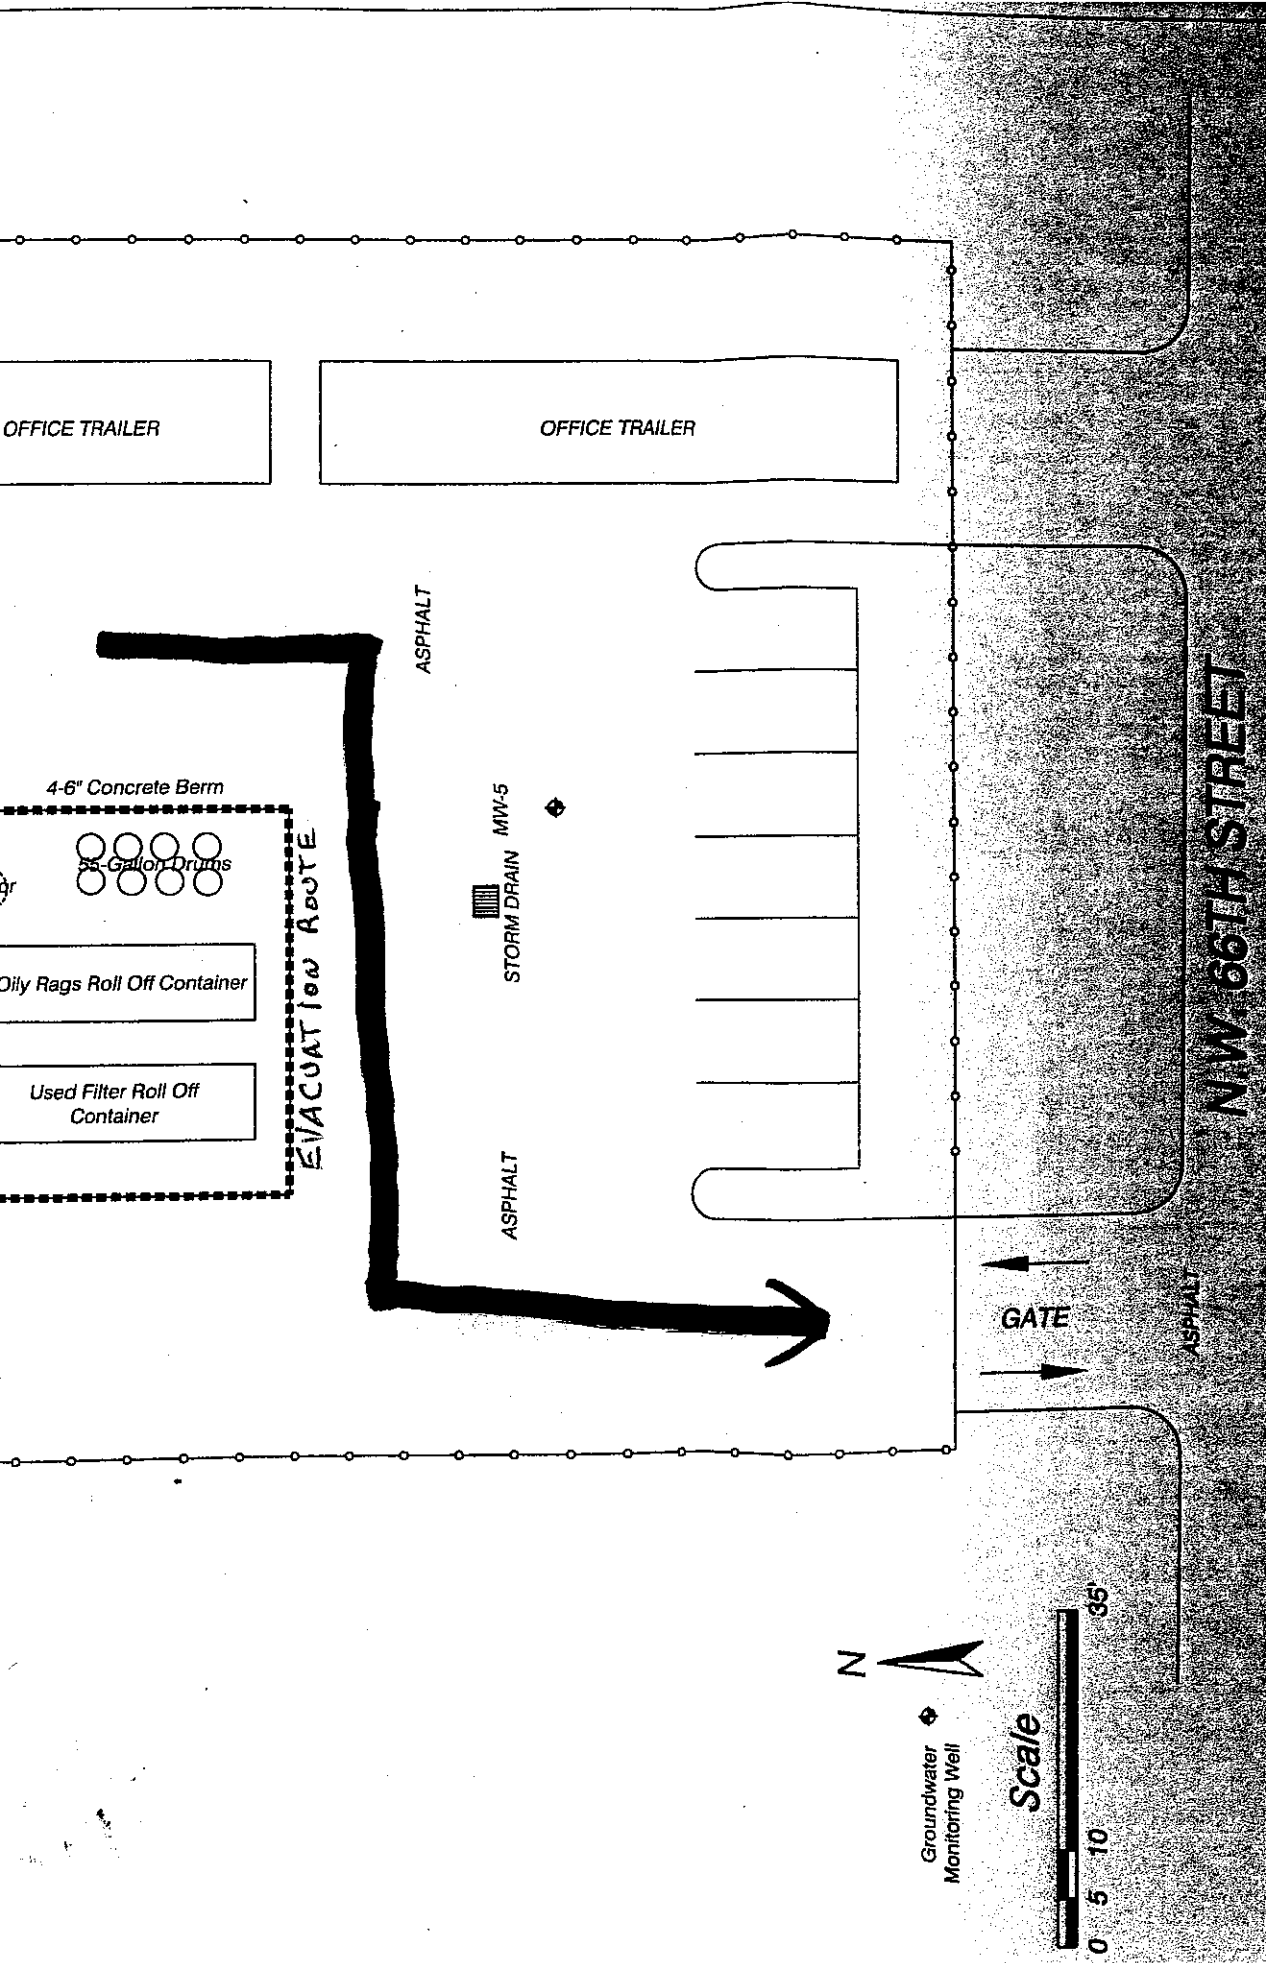 OFFICE TRAILER
OFFICE TRAILER
ASPHALT
4-6" Concrete Berm
55-Gallon Drums
Oily Rags Roll Off Container
Used Filter Roll Off
Container
EVACUATION ROUTE
MW-5
STORM DRAIN
ASPHALT
GATE
ASPHALT
N.W. 66TH STREET
N
Groundwater
Monitoring Well
Scale
0 5 10 35'